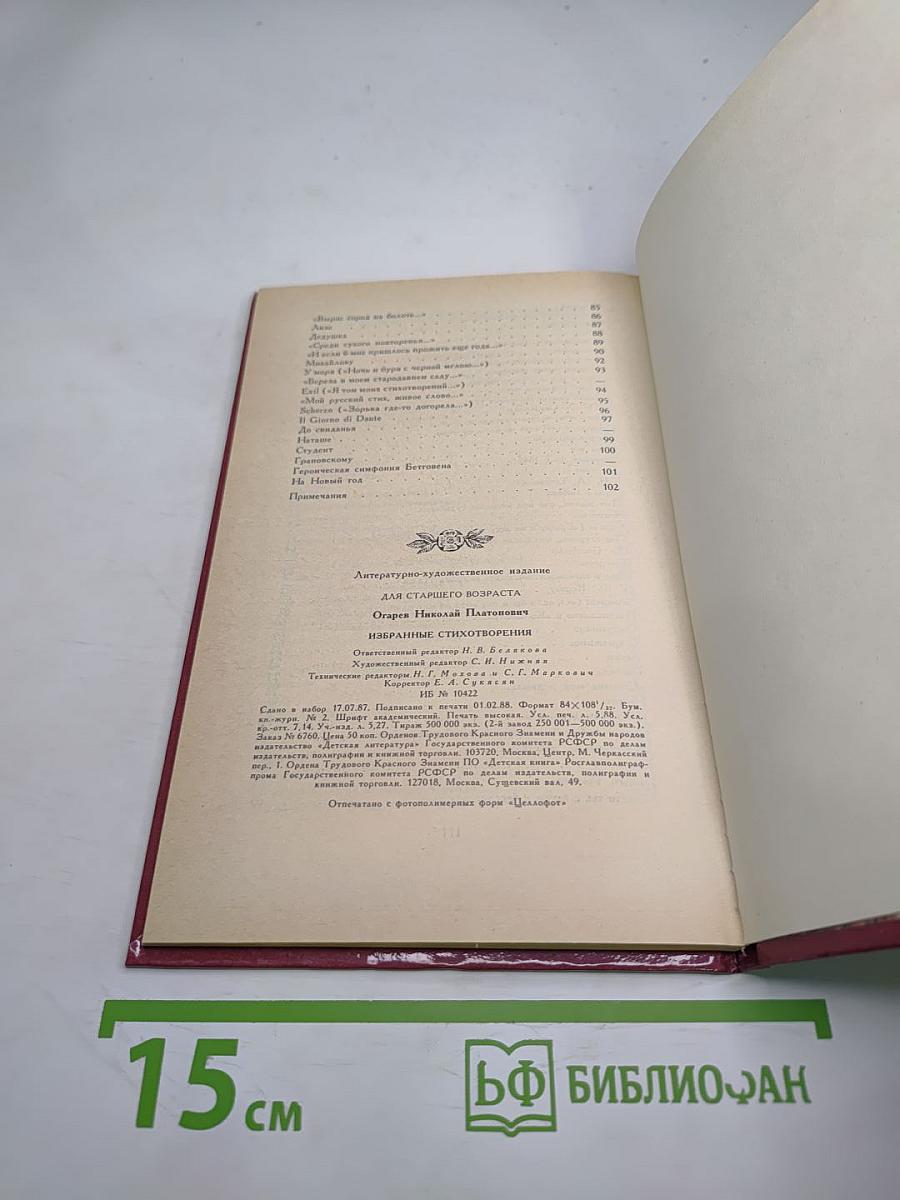 85
«Вырос город на болоте...» 86
Лизе 87
Дедушка 88
«Среди сухого повторенья...» 89
«И если б мне пришлось прожить еще года...» 90
Михайлову 92
У моря («Ночь и буря с черной мглою...») 93
«Береза в моем стародавнем саду...» —
Exil («Я том моих стихотворений...») 94
«Мой русский стих, живое слово...» 95
Scherzo («Зорька где-то догорела...») 96
Il Giorno di Dante 97
До свиданья —
Наташе 99
Студент 100
Грановскому —
Героическая симфония Бетговена 101
На Новый год
Примечания 102
Литературно-художественное издание
ДЛЯ СТАРШЕГО ВОЗРАСТА
Огарев Николай Платонович
ИЗБРАННЫЕ СТИХОТВОРЕНИЯ
Ответственный редактор Н. В. Белякова
Художественный редактор С. И. Нижняя
Технические редакторы Н. Г. Мохова и С. Г. Маркович
Корректор Е. А. Сукясян
ИБ № 10422
Сдано в набор 17.07.87. Подписано к печати 01.02.88. Формат 84×108¹/₃₂. Бум.
кн.-журн. № 2. Шрифт академический. Печать высокая. Усл. печ. л. 5,88. Усл.
кр.-отт. 7,14. Уч.-изд. л. 5,27. Тираж 500 000 экз. (2-й завод 250 001—500 000 экз.).
Заказ № 6760. Цена 50 коп. Орденов Трудового Красного Знамени и Дружбы народов
издательство «Детская литература» Государственного комитета РСФСР по делам
издательств, полиграфии и книжной торговли. 103720, Москва, Центр, М. Черкасский
пер., 1. Ордена Трудового Красного Знамени ПО «Детская книга» Росглавполиграф-
прома Государственного комитета РСФСР по делам издательств, полиграфии и
книжной торговли. 127018, Москва, Сущевский вал, 49.
Отпечатано с фотополимерных форм «Целлофот»
15 см
БФ БИБЛИОФАН